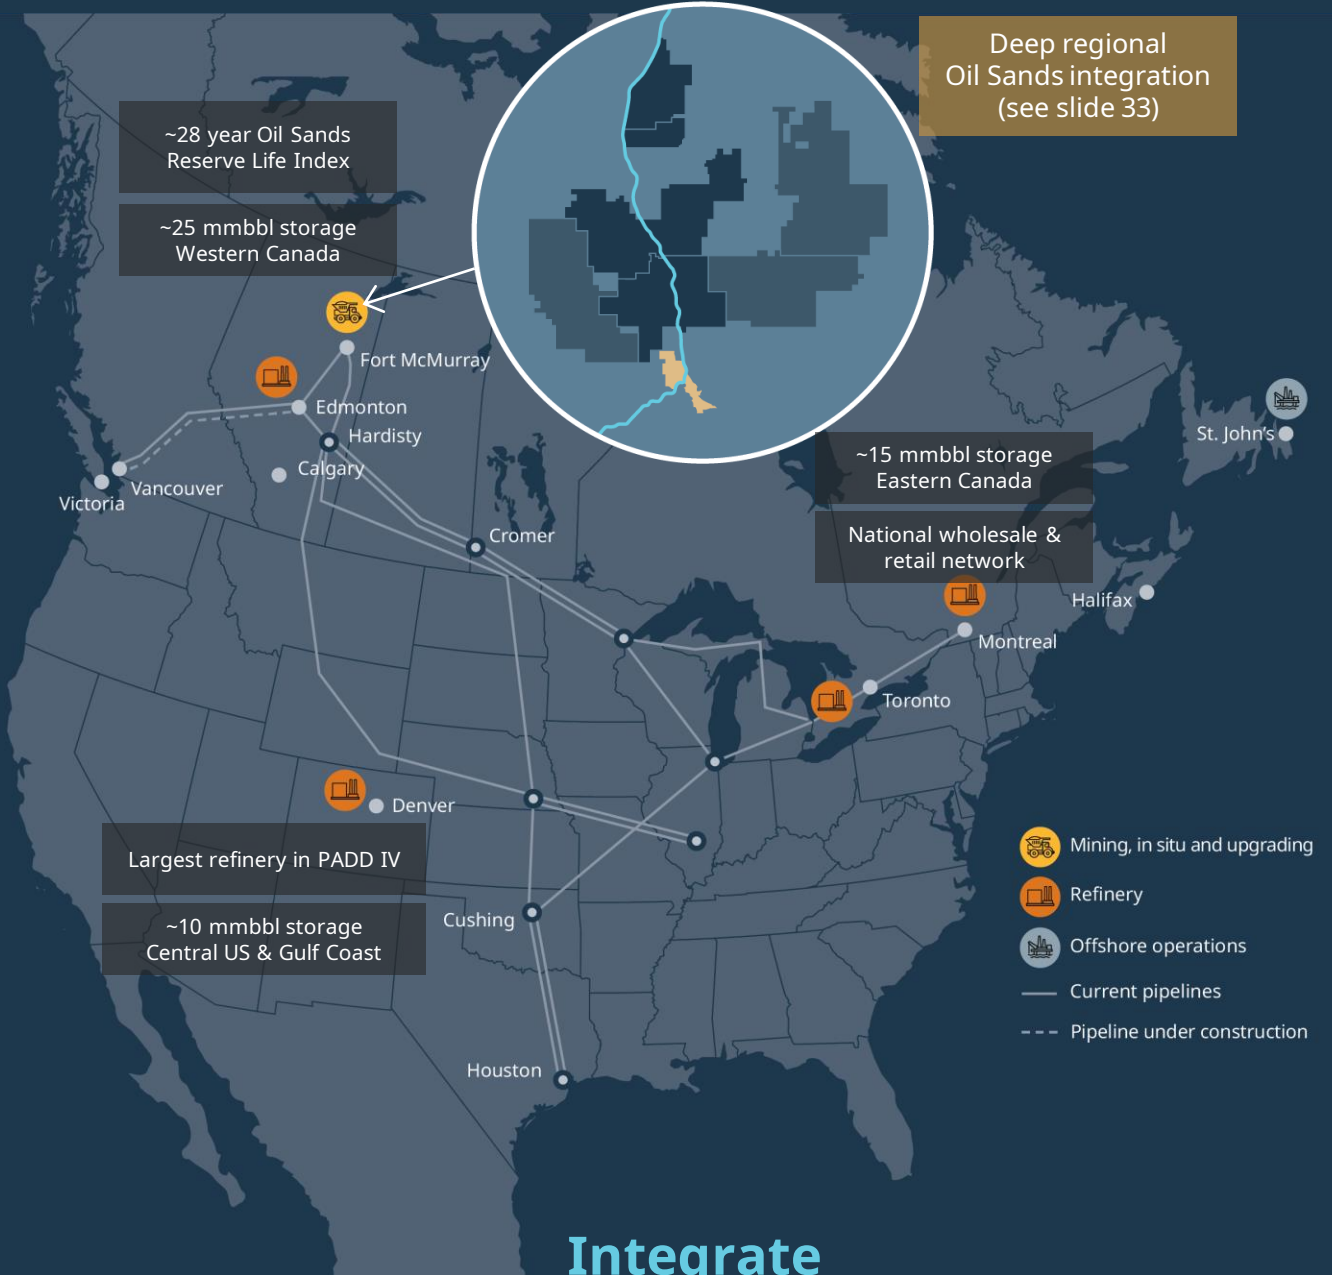 Deep regional
Oil Sands integration
(see slide 33)
~28 year Oil Sands
Reserve Life Index
~25 mmbbl storage
Western Canada
Fort McMurray
Edmonton
Hardisty
Calgary
Vancouver
Victoria
Cromer
St. John's
~15 mmbbl storage
Eastern Canada
National wholesale &
retail network
Halifax
Montreal
Toronto
Denver
Largest refinery in PADD IV
~10 mmbbl storage
Central US & Gulf Coast
Cushing
Houston
Mining, in situ and upgrading
Refinery
Offshore operations
Current pipelines
Pipeline under construction
Integrate